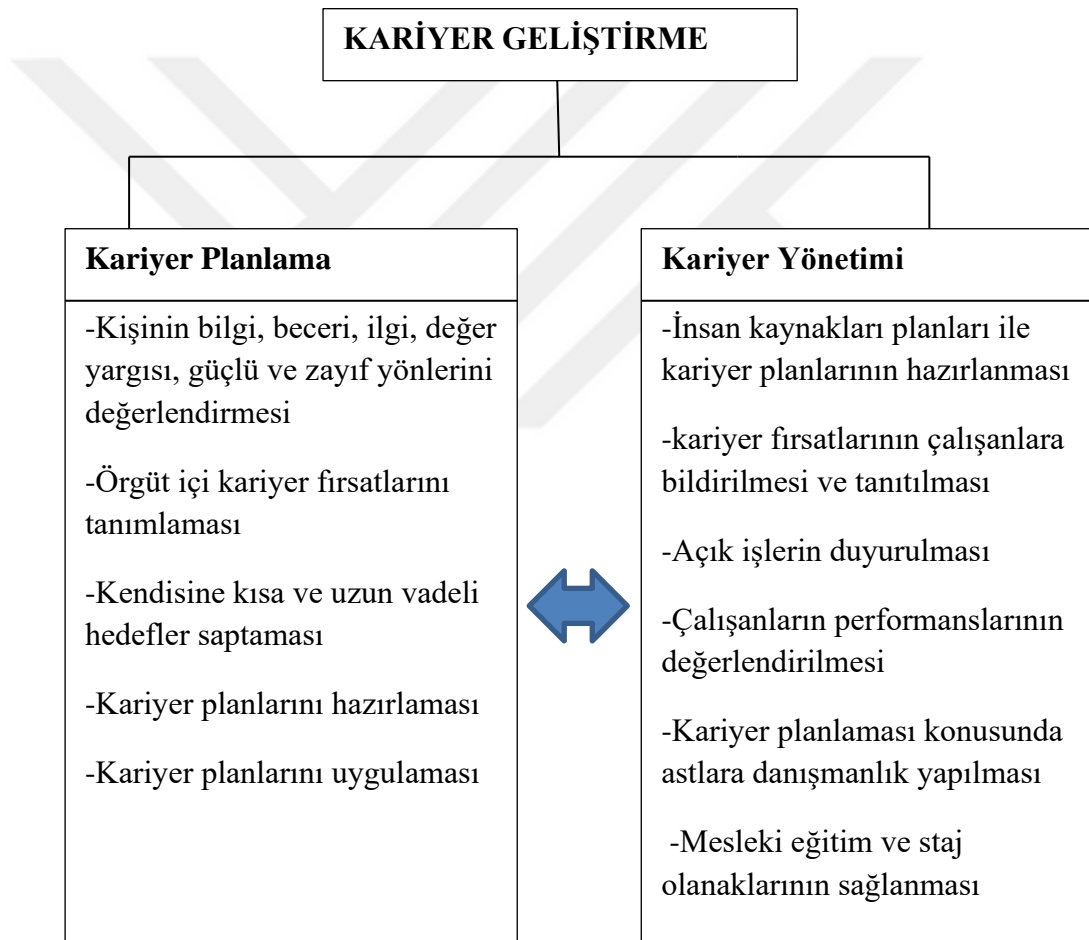 KARİYER GELİŞTİRME
Kariyer Planlama
-Kişinin bilgi, beceri, ilgi, değer
yargısı, güçlü ve zayıf yönlerini
değerlendirmesi
-Örgüt içi kariyer fırsatlarını
tanımlaması
-Kendisine kısa ve uzun vadeli
hedefler saptaması
-Kariyer planlarını hazırlaması
-Kariyer planlarını uygulaması
Kariyer Yönetimi
-İnsan kaynakları planları ile
kariyer planlarının hazırlanması
-kariyer fırsatlarının çalışanlara
bildirilmesi ve tanıtılması
-Açık işlerin duyurulması
-Çalışanların performanslarının
değerlendirilmesi
-Kariyer planlaması konusunda
astlara danışmanlık yapılması
-Mesleki eğitim ve staj
olanaklarının sağlanması